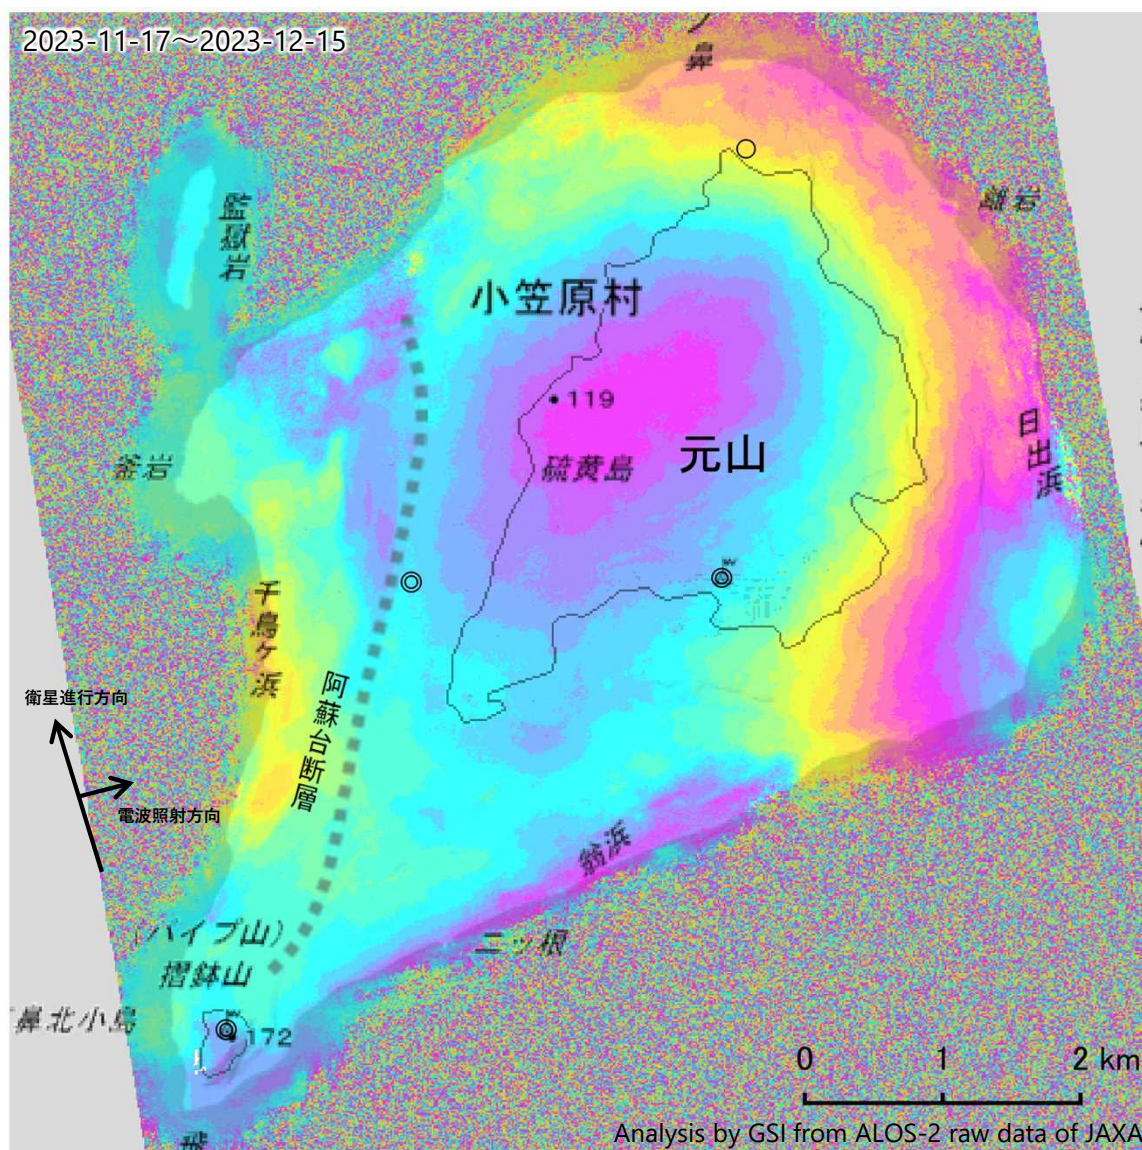 2023-11-17～2023-12-15
ノ鼻
離岩
監獄岩
小笠原村
119
元山
硫黄島
日出浜
釜岩
千鳥ヶ浜
阿蘇台断層
衛星進行方向
電波照射方向
翁浜
二ッ根
(パイプ山)
摺鉢山
鼻北小島
172
飛
0 1 2 km
Analysis by GSI from ALOS-2 raw data of JAXA